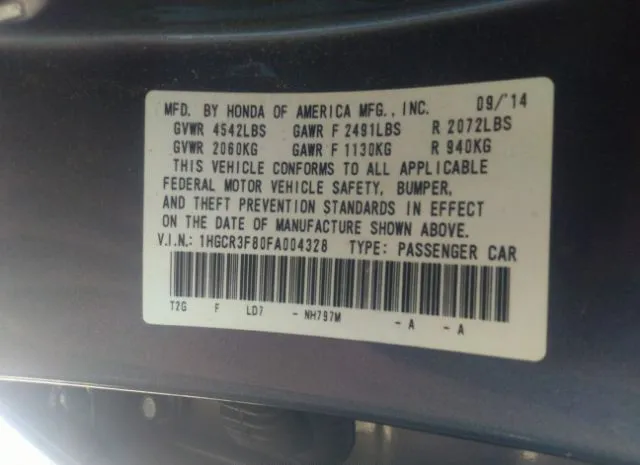 MFD. BY HONDA OF AMERICA MFG., INC. 09/'14
GVWR 4542LBS GAWR F 2491LBS R 2072LBS
GVWR 2060KG GAWR F 1130KG R 940KG
THIS VEHICLE CONFORMS TO ALL APPLICABLE
FEDERAL MOTOR VEHICLE SAFETY, BUMPER,
AND THEFT PREVENTION STANDARDS IN EFFECT
ON THE DATE OF MANUFACTURE SHOWN ABOVE.
V.I.N.: 1HGCR3F80FA004328 TYPE: PASSENGER CAR
T2G F LD7 - NH797M - A - A